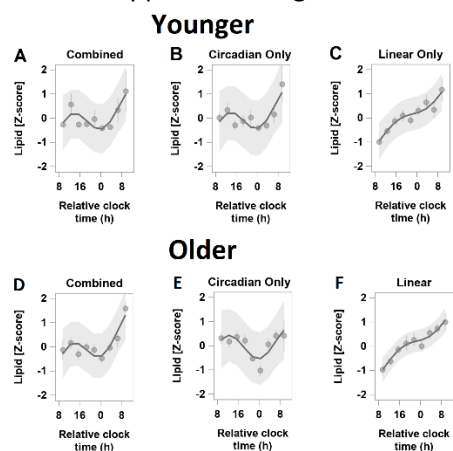 Younger
A Combined
B Circadian Only
C Linear Only
Lipid [Z-score]
2
1
0
-1
-2
8 16 0 8
Relative clock
time (h)
Lipid [Z-score]
2
1
0
-1
-2
8 16 0 8
Relative clock
time (h)
Lipid [Z-score]
2
1
0
-1
-2
8 16 0 8
Relative clock
time (h)
Older
D Combined
E Circadian Only
F Linear
Lipid [Z-score]
2
1
0
-1
-2
8 16 0 8
Relative clock
time (h)
Lipid [Z-score]
2
1
0
-1
-2
8 16 0 8
Relative clock
time (h)
Lipid [Z-score]
2
1
0
-1
-2
8 16 0 8
Relative clock
time (h)